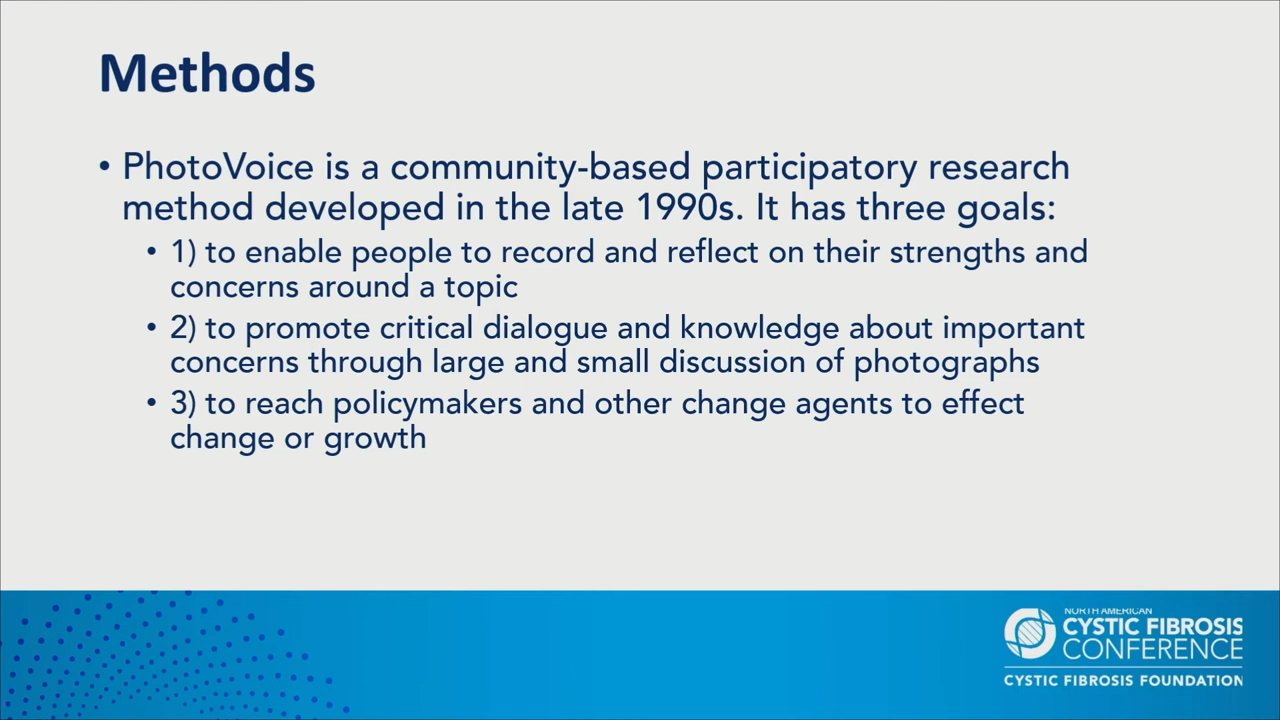 Methods
• PhotoVoice is a community-based participatory research
method developed in the late 1990s. It has three goals:
• 1) to enable people to record and reflect on their strengths and
concerns around a topic
• 2) to promote critical dialogue and knowledge about important
concerns through large and small discussion of photographs
• 3) to reach policymakers and other change agents to effect
change or growth
NORTH AMERICAN
CYSTIC FIBROSIS
CONFERENCE
CYSTIC FIBROSIS FOUNDATION